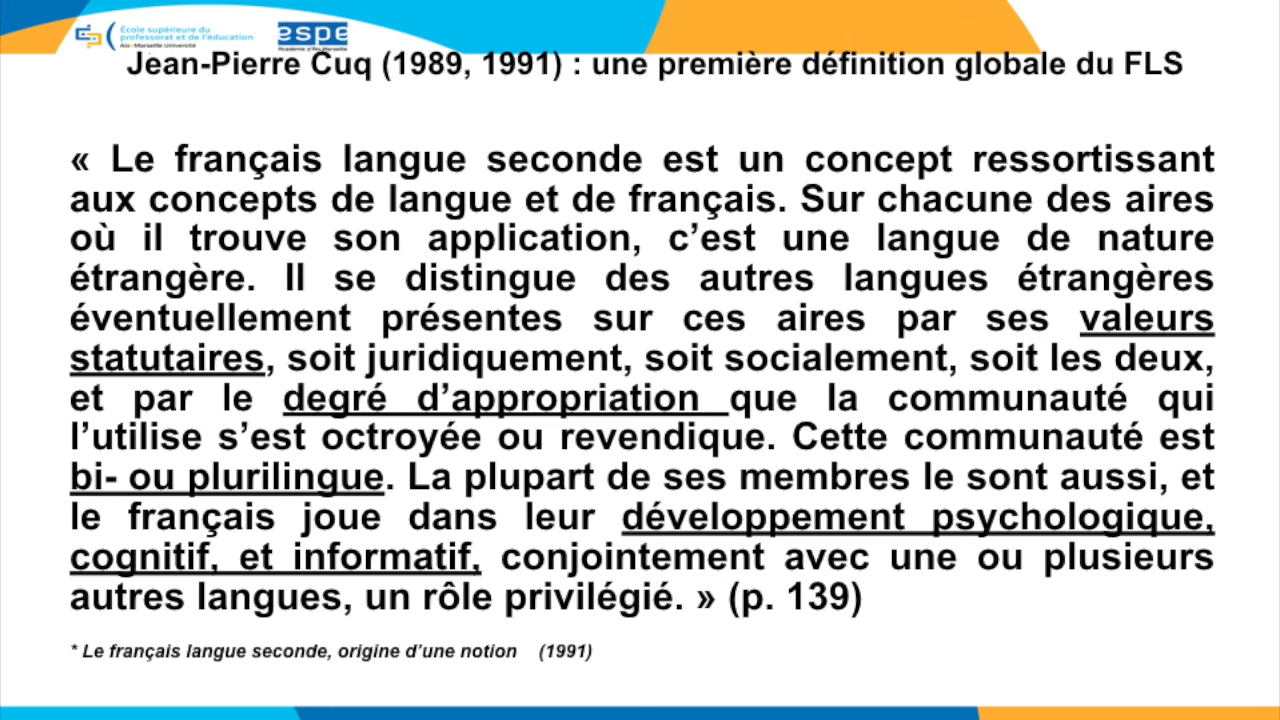 École supérieure du
professorat et de l'éducation
Aix-Marseille Université
espe
Académie d'Aix-Marseille
Jean-Pierre Cuq (1989, 1991) : une première définition globale du FLS
« Le français langue seconde est un concept ressortissant
aux concepts de langue et de français. Sur chacune des aires
où il trouve son application, c’est une langue de nature
étrangère. Il se distingue des autres langues étrangères
éventuellement présentes sur ces aires par ses valeurs
statutaires, soit juridiquement, soit socialement, soit les deux,
et par le degré d’appropriation que la communauté qui
l’utilise s’est octroyée ou revendique. Cette communauté est
bi- ou plurilingue. La plupart de ses membres le sont aussi, et
le français joue dans leur développement psychologique,
cognitif, et informatif, conjointement avec une ou plusieurs
autres langues, un rôle privilégié. » (p. 139)
* Le français langue seconde, origine d’une notion (1991)